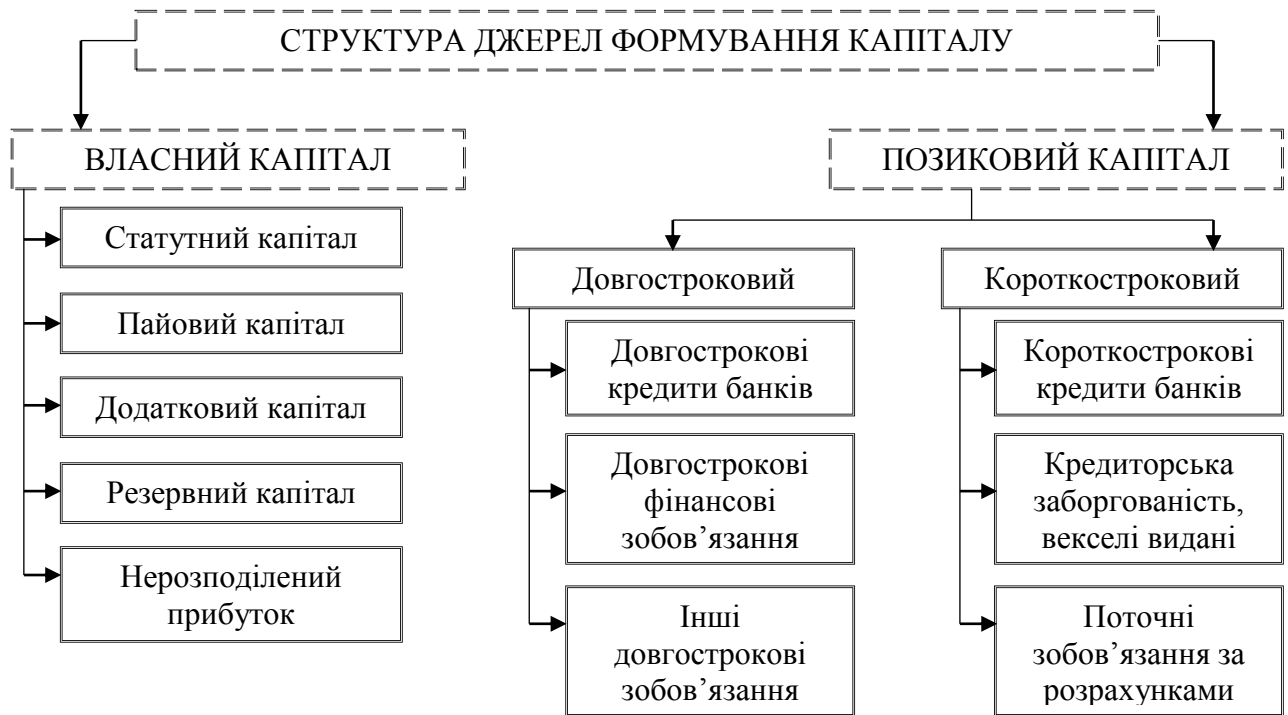 СТРУКТУРА ДЖЕРЕЛ ФОРМУВАННЯ КАПІТАЛУ
ВЛАСНИЙ КАПІТАЛ
Статутний капітал
Пайовий капітал
Додатковий капітал
Резервний капітал
Нерозподілений
прибуток
ПОЗИКОВИЙ КАПІТАЛ
Довгостроковий
Довгострокові
кредити банків
Довгострокові
фінансові
зобов’язання
Інші
довгострокові
зобов’язання
Короткостроковий
Короткострокові
кредити банків
Кредиторська
заборгованість,
векселі видані
Поточні
зобов’язання за
розрахунками